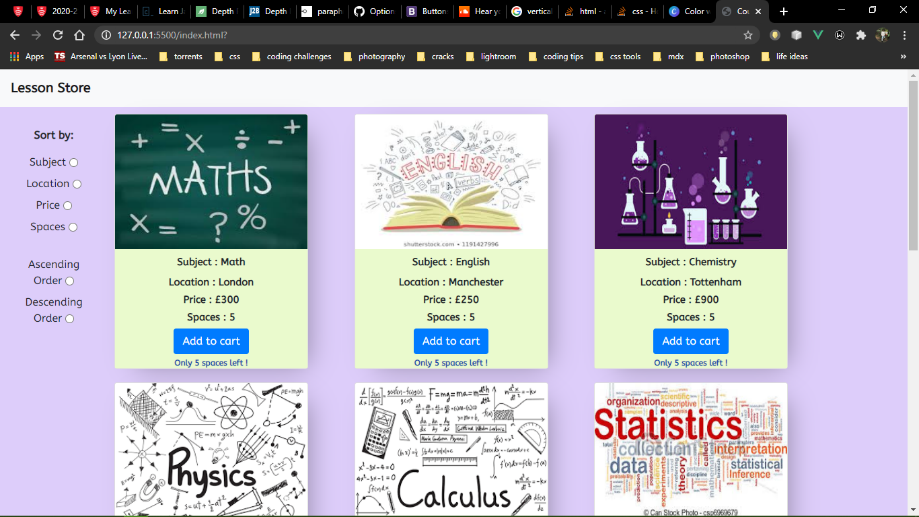 2020-2
My Lea
Learn J
Depth
Depth
paraph
Option
Button
Hear y
vertical
html - a
css - H
Color w
Co
127.0.0.1:5500/index.html?
Apps
Arsenal vs Lyon Live...
torrents
css
coding challenges
photography
cracks
lightroom
coding tips
css tools
mdx
photoshop
life ideas
»
Lesson Store
Sort by:
Subject
Location
Price
Spaces
Ascending
Order
Descending
Order
MATHS
Subject : Math
Location : London
Price : £300
Spaces : 5
Add to cart
Only 5 spaces left !
ENGLISH
shutterstock.com • 1191427996
Subject : English
Location : Manchester
Price : £250
Spaces : 5
Add to cart
Only 5 spaces left !
Subject : Chemistry
Location : Tottenham
Price : £900
Spaces : 5
Add to cart
Only 5 spaces left !
Physics
Calculus
organization
scientific
descriptive
Statistics
collection
interpretation
data
theory
experiments
statistical
inference
© Can Stock Photo - csp6969679